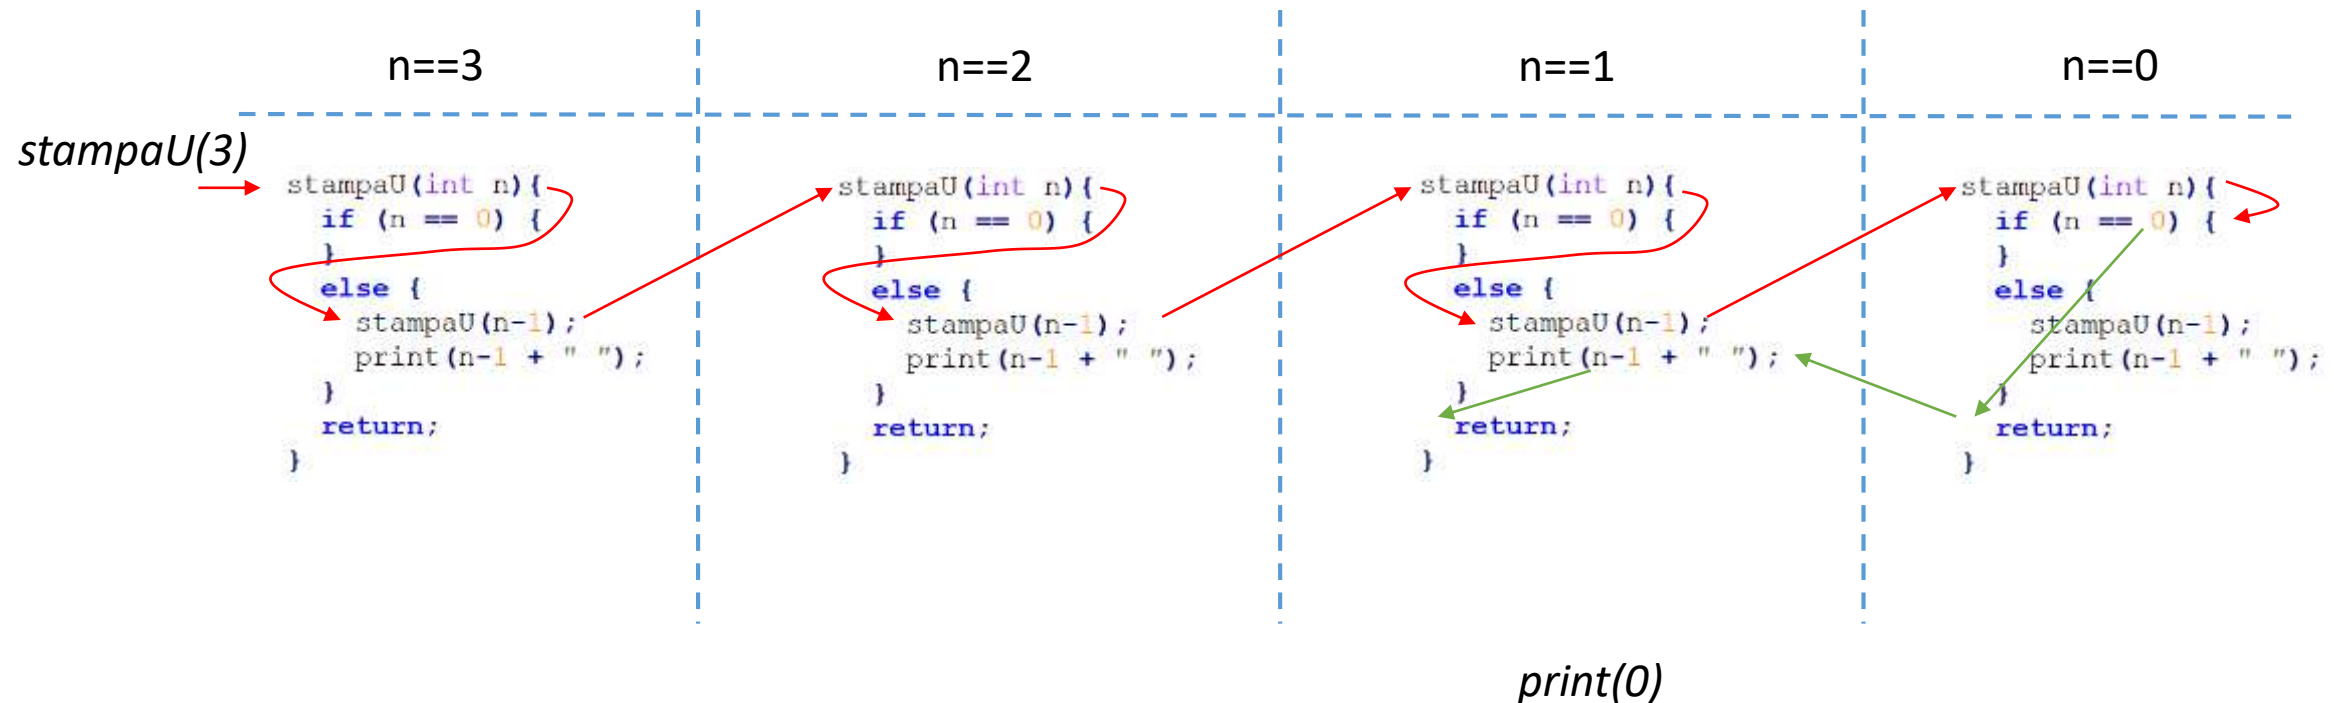 n==3
n==2
n==1
n==0
stampaU(3)
stampaU(int n){
if (n == 0) {
}
else {
stampaU(n-1);
print(n-1 + " ");
}
return;
}
stampaU(int n){
if (n == 0) {
}
else {
stampaU(n-1);
print(n-1 + " ");
}
return;
}
stampaU(int n){
if (n == 0) {
}
else {
stampaU(n-1);
print(n-1 + " ");
}
return;
}
stampaU(int n){
if (n == 0) {
}
else {
stampaU(n-1);
print(n-1 + " ");
}
return;
}
print(0)